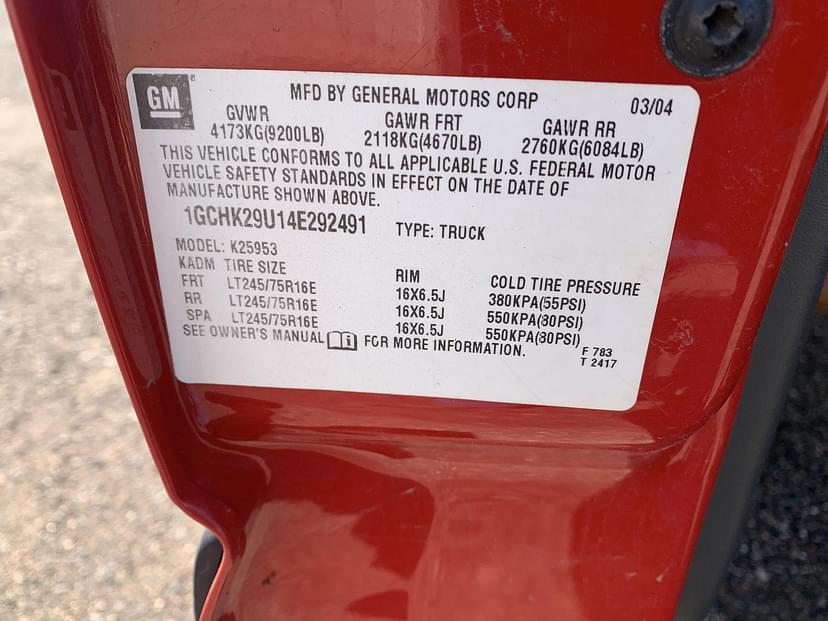 GM
MFD BY GENERAL MOTORS CORP 03/04
GVWR GAWR FRT GAWR RR
4173KG(9200LB) 2118KG(4670LB) 2760KG(6084LB)
THIS VEHICLE CONFORMS TO ALL APPLICABLE U.S. FEDERAL MOTOR
VEHICLE SAFETY STANDARDS IN EFFECT ON THE DATE OF
MANUFACTURE SHOWN ABOVE.
1GCHK29U14E292491 TYPE: TRUCK
MODEL: K25953
KADM TIRE SIZE RIM COLD TIRE PRESSURE
FRT LT245/75R16E 16X6.5J 380KPA(55PSI)
RR LT245/75R16E 16X6.5J 550KPA(80PSI)
SPA LT245/75R16E 16X6.5J 550KPA(80PSI)
SEE OWNER'S MANUAL FOR MORE INFORMATION.
F 783
T 2417